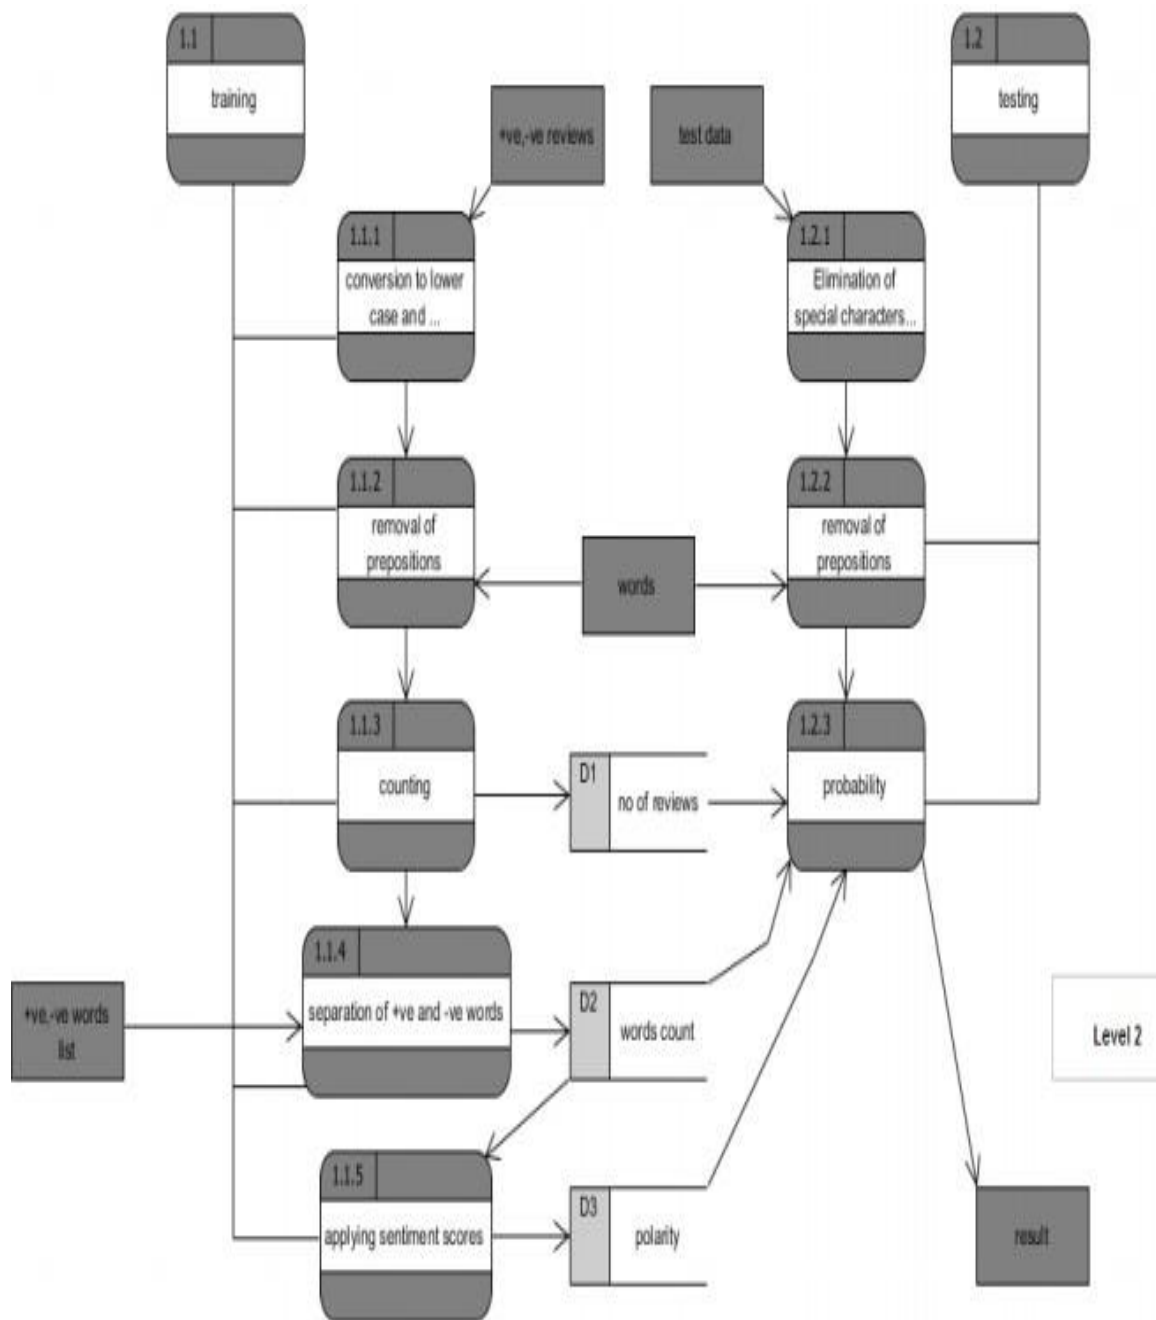 1.1
training
1.2
testing
+ve,-ve reviews
test data
1.1.1
conversion to lower
case and ...
1.2.1
Elimination of
special characters...
1.1.2
removal of
prepositions
words
1.2.2
removal of
prepositions
1.1.3
counting
D1
no of reviews
1.2.3
probability
+ve,-ve words
list
1.1.4
separation of +ve and -ve words
D2
words count
Level 2
1.1.5
applying sentiment scores
D3
polarity
result